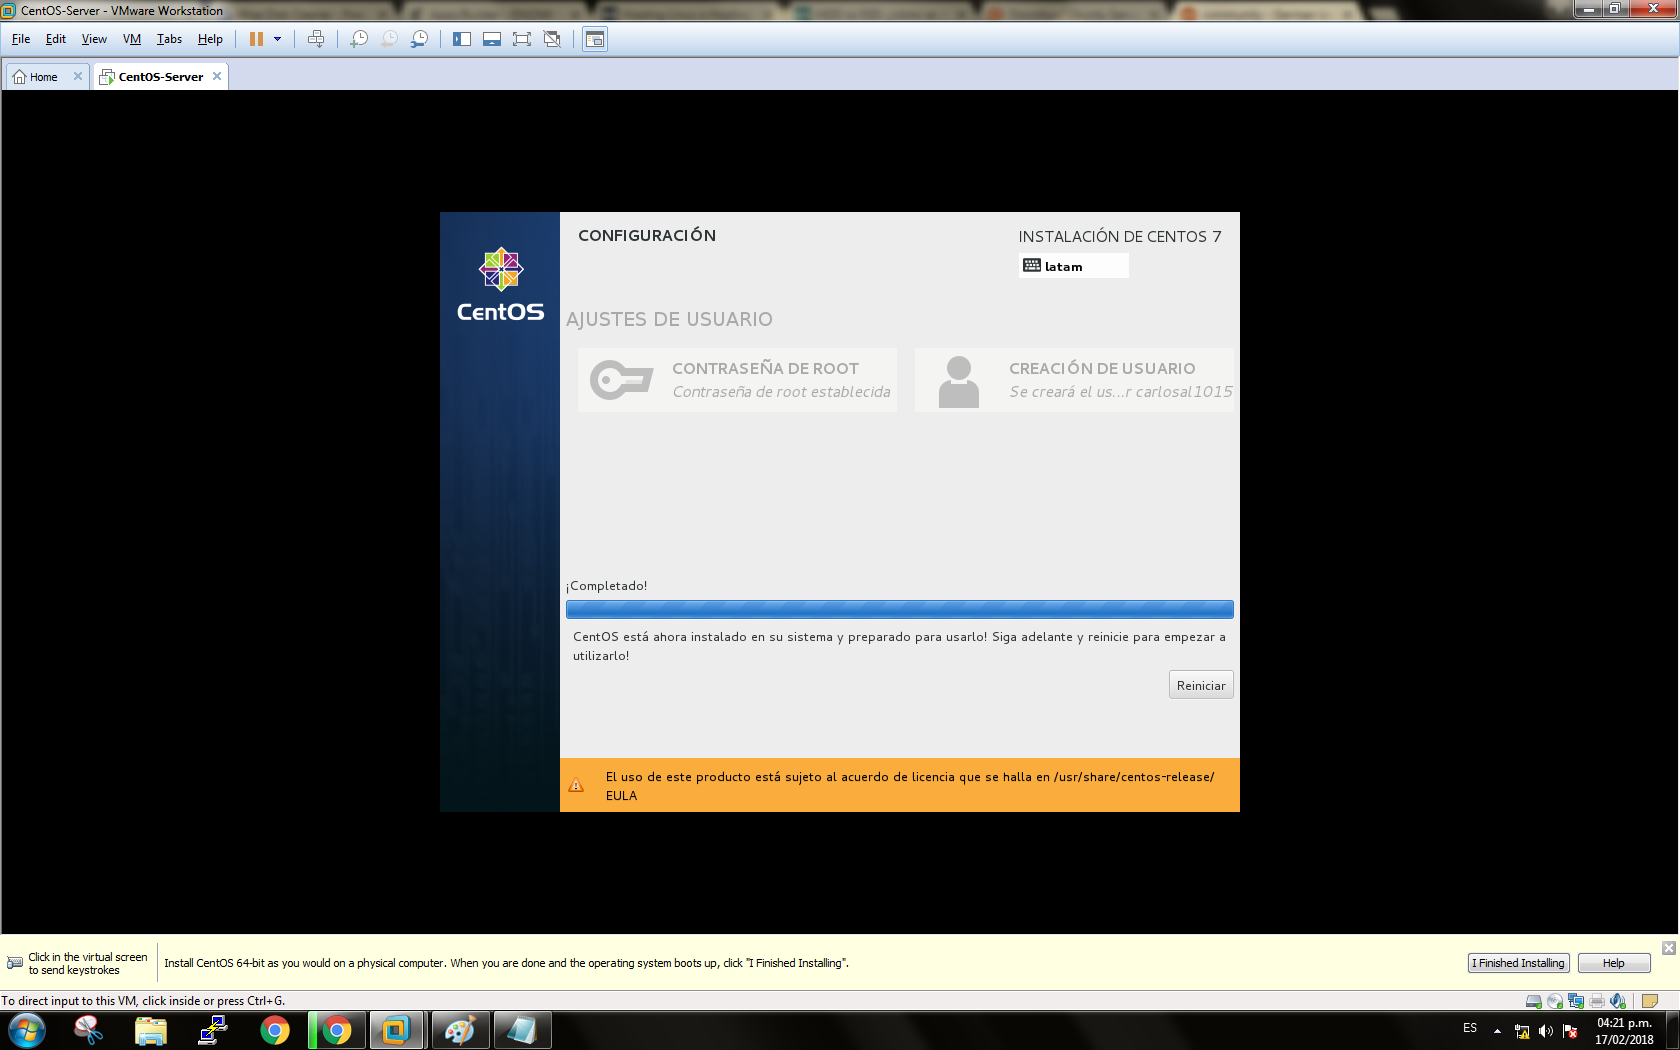 CentOS-Server - VMware Workstation
File Edit View VM Tabs Help
Home CentOS-Server
CONFIGURACIÓN
INSTALACIÓN DE CENTOS 7
latam
CentOS
AJUSTES DE USUARIO
CONTRASEÑA DE ROOT
Contraseña de root establecida
CREACIÓN DE USUARIO
Se creará el us...r carlosal1015
¡Completado!
CentOS está ahora instalado en su sistema y preparado para usarlo! Siga adelante y reinicie para empezar a
utilizarlo!
Reiniciar
El uso de este producto está sujeto al acuerdo de licencia que se halla en /usr/share/centos-release/
EULA
Click in the virtual screen
to send keystrokes
Install CentOS 64-bit as you would on a physical computer. When you are done and the operating system boots up, click "I Finished Installing".
I Finished Installing Help
To direct input to this VM, click inside or press Ctrl+G.
ES
04:21 p.m.
17/02/2018